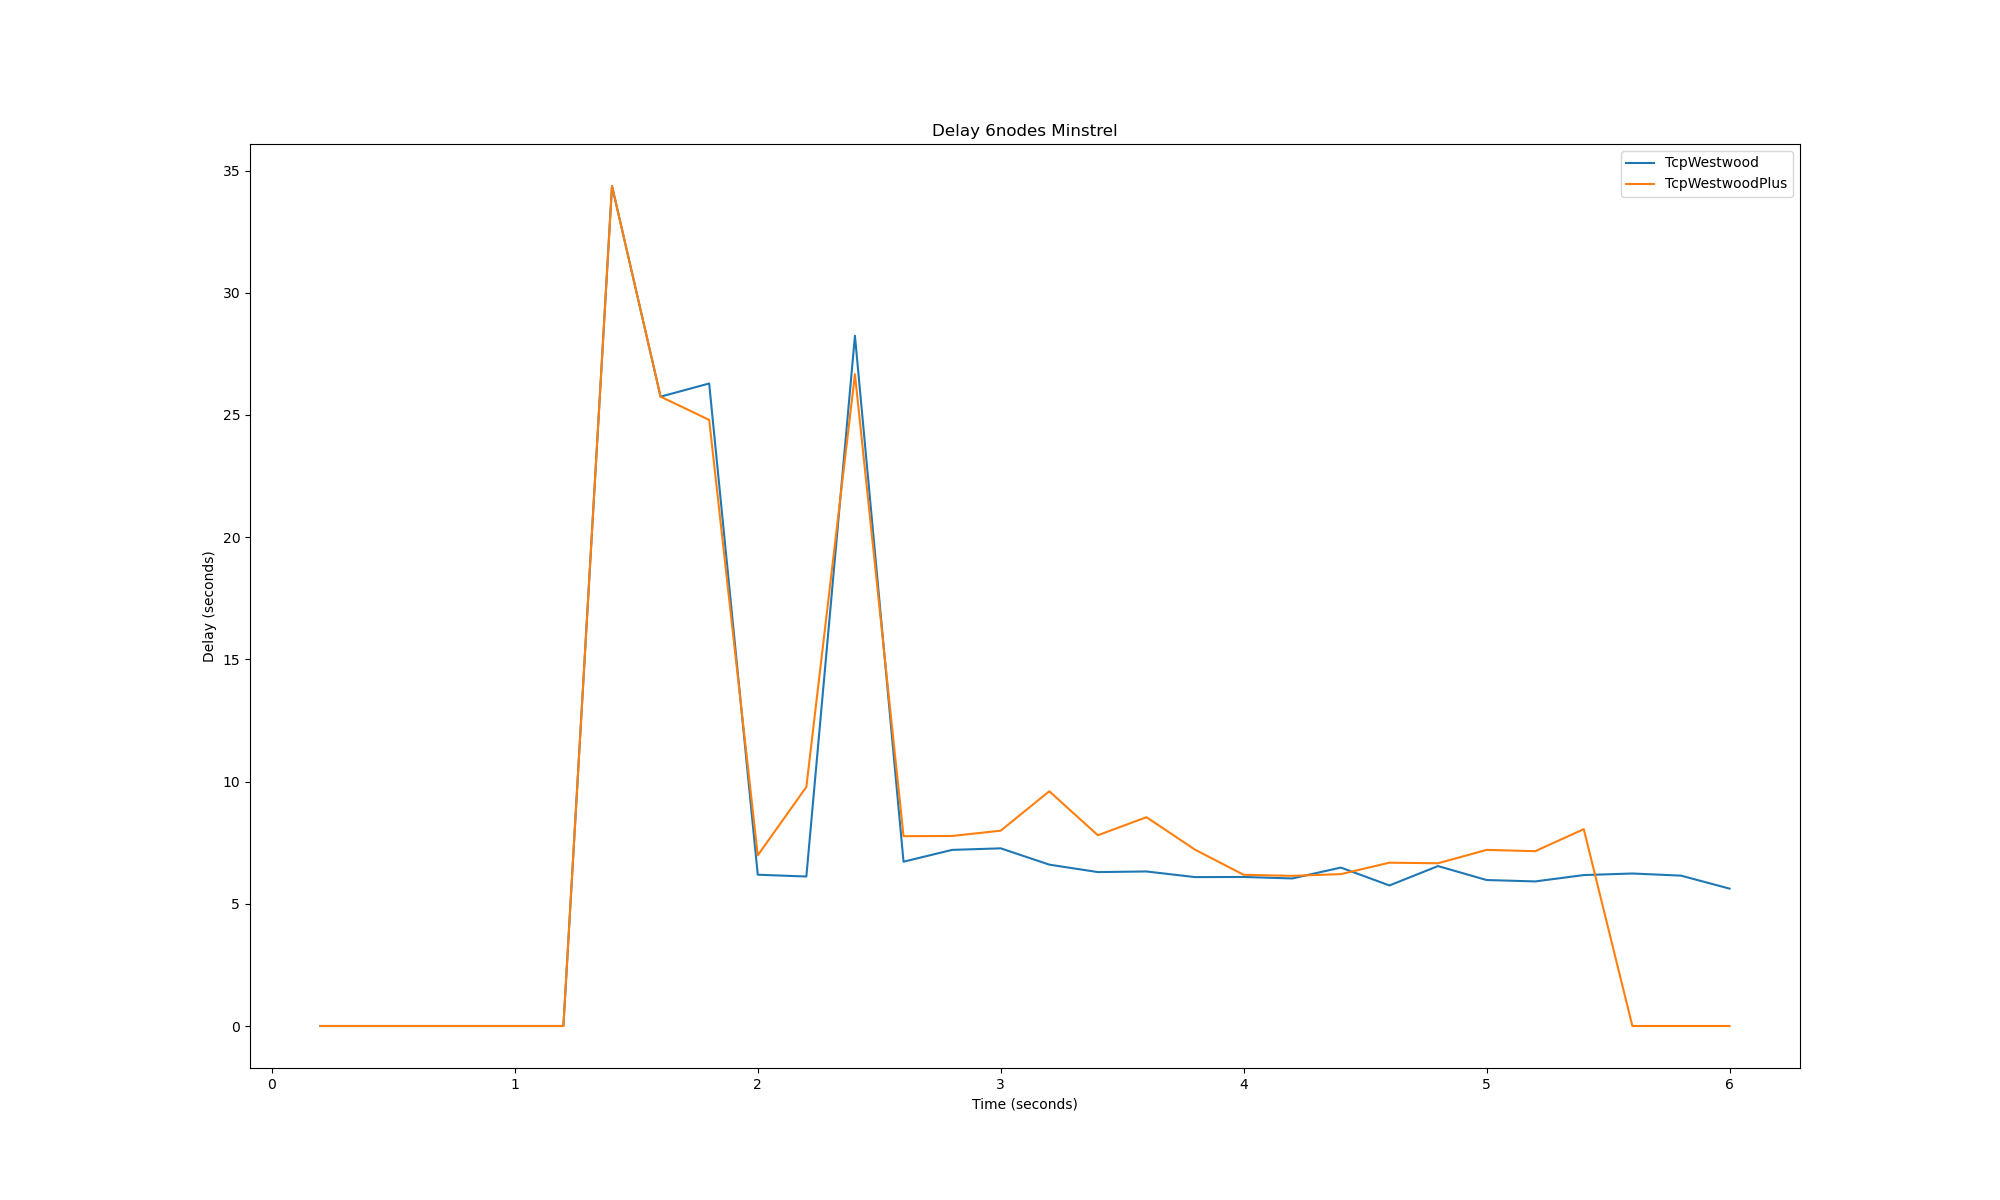 Delay 6nodes Minstrel
TcpWestwood
TcpWestwoodPlus
35
30
25
20
15
10
5
0
Delay (seconds)
0 1 2 3 4 5 6
Time (seconds)